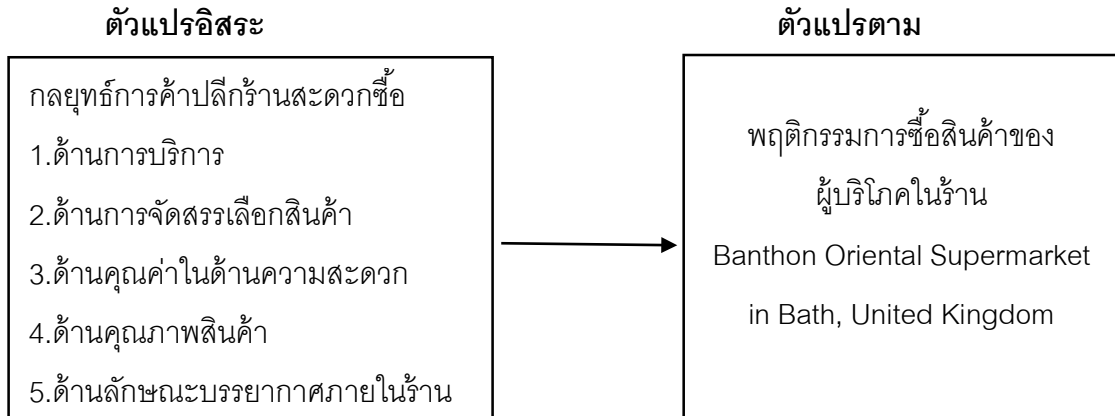 ตัวแปรอิสระ
กลยุทธ์การค้าปลีกร้านสะดวกซื้อ
1.ด้านการบริการ
2.ด้านการจัดสรรเลือกสินค้า
3.ด้านคุณค่าในด้านความสะดวก
4.ด้านคุณภาพสินค้า
5.ด้านลักษณะบรรยากาศภายในร้าน
ตัวแปรตาม
พฤติกรรมการซื้อสินค้าของ
ผู้บริโภคในร้าน
Banthon Oriental Supermarket
in Bath, United Kingdom